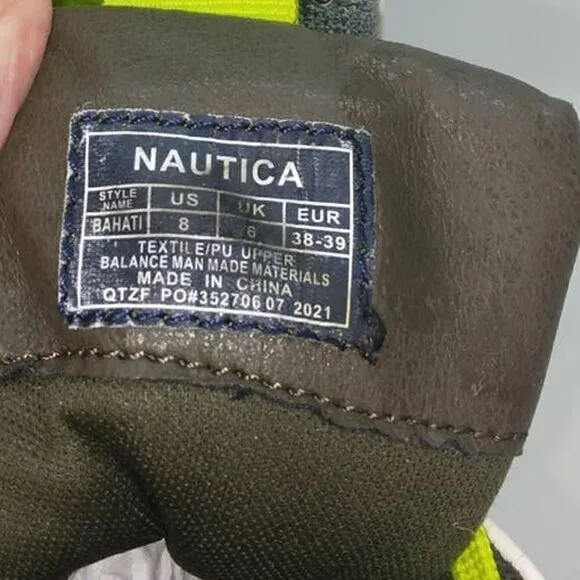 NAUTICA
STYLE NAME US UK EUR
BAHATI 8 6 38-39
TEXTILE/PU UPPER
BALANCE MAN MADE MATERIALS
MADE IN CHINA
QTZF PO#352706 07 2021